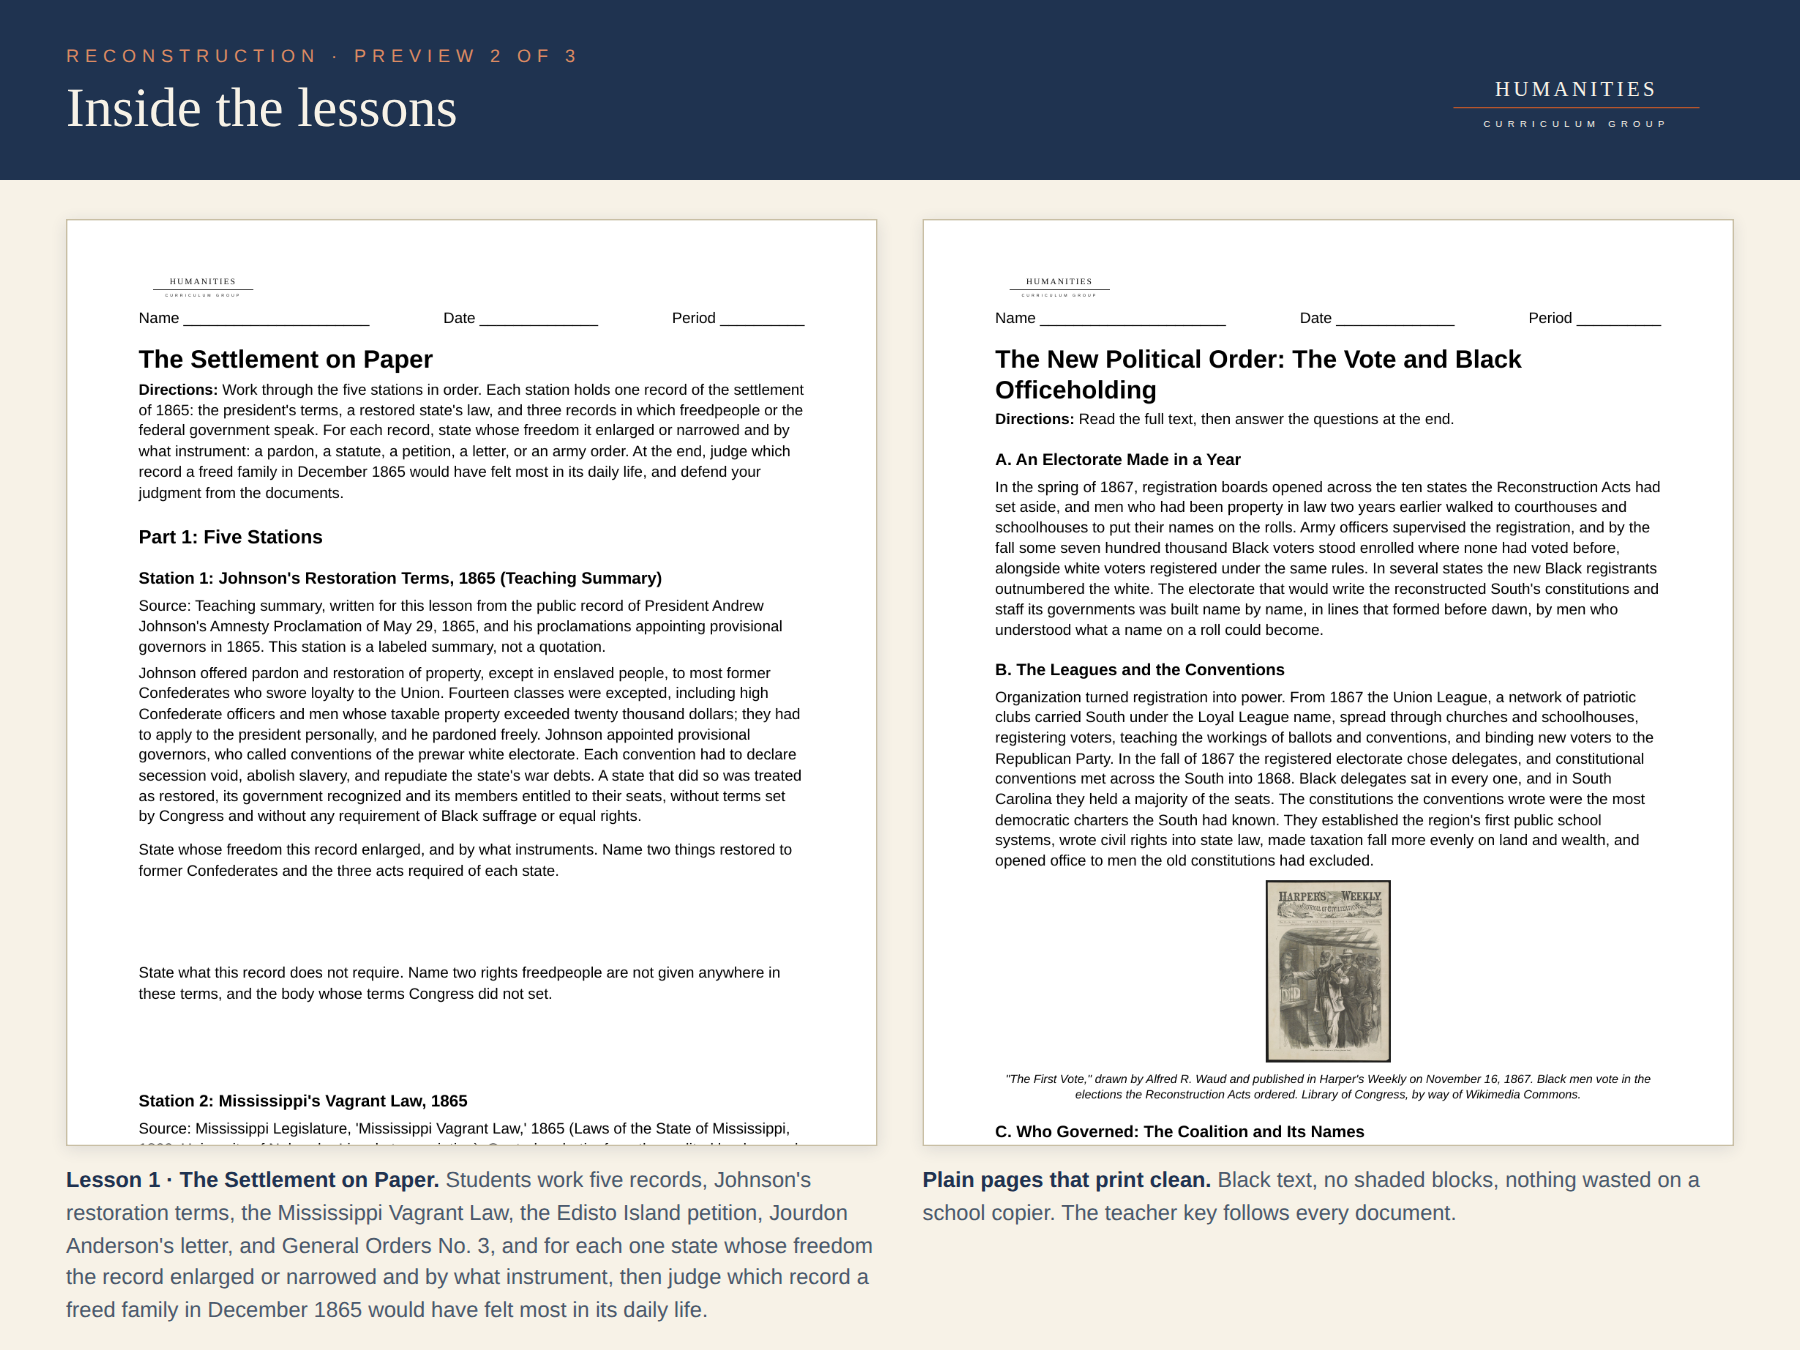 RECONSTRUCTION · PREVIEW 2 OF 3
Inside the lessons
HUMANITIES
CURRICULUM GROUP
HUMANITIES
CURRICULUM GROUP
Name ______________________ Date ______________ Period __________
The Settlement on Paper
Directions: Work through the five stations in order. Each station holds one record of the settlement
of 1865: the president's terms, a restored state's law, and three records in which freedpeople or the
federal government speak. For each record, state whose freedom it enlarged or narrowed and by
what instrument: a pardon, a statute, a petition, a letter, or an army order. At the end, judge which
record a freed family in December 1865 would have felt most in its daily life, and defend your
judgment from the documents.
Part 1: Five Stations
Station 1: Johnson's Restoration Terms, 1865 (Teaching Summary)
Source: Teaching summary, written for this lesson from the public record of President Andrew
Johnson's Amnesty Proclamation of May 29, 1865, and his proclamations appointing provisional
governors in 1865. This station is a labeled summary, not a quotation.
Johnson offered pardon and restoration of property, except in enslaved people, to most former
Confederates who swore loyalty to the Union. Fourteen classes were excepted, including high
Confederate officers and men whose taxable property exceeded twenty thousand dollars; they had
to apply to the president personally, and he pardoned freely. Johnson appointed provisional
governors, who called conventions of the prewar white electorate. Each convention had to declare
secession void, abolish slavery, and repudiate the state's war debts. A state that did so was treated
as restored, its government recognized and its members entitled to their seats, without terms set
by Congress and without any requirement of Black suffrage or equal rights.
State whose freedom this record enlarged, and by what instruments. Name two things restored to
former Confederates and the three acts required of each state.
State what this record does not require. Name two rights freedpeople are not given anywhere in
these terms, and the body whose terms Congress did not set.
Station 2: Mississippi's Vagrant Law, 1865
Source: Mississippi Legislature, 'Mississippi Vagrant Law,' 1865 (Laws of the State of Mississippi,
Lesson 1 · The Settlement on Paper. Students work five records, Johnson's
restoration terms, the Mississippi Vagrant Law, the Edisto Island petition, Jourdon
Anderson's letter, and General Orders No. 3, and for each one state whose freedom
the record enlarged or narrowed and by what instrument, then judge which record a
freed family in December 1865 would have felt most in its daily life.
HUMANITIES
CURRICULUM GROUP
Name ______________________ Date ______________ Period __________
The New Political Order: The Vote and Black
Officeholding
Directions: Read the full text, then answer the questions at the end.
A. An Electorate Made in a Year
In the spring of 1867, registration boards opened across the ten states the Reconstruction Acts had
set aside, and men who had been property in law two years earlier walked to courthouses and
schoolhouses to put their names on the rolls. Army officers supervised the registration, and by the
fall some seven hundred thousand Black voters stood enrolled where none had voted before,
alongside white voters registered under the same rules. In several states the new Black registrants
outnumbered the white. The electorate that would write the reconstructed South's constitutions and
staff its governments was built name by name, in lines that formed before dawn, by men who
understood what a name on a roll could become.
B. The Leagues and the Conventions
Organization turned registration into power. From 1867 the Union League, a network of patriotic
clubs carried South under the Loyal League name, spread through churches and schoolhouses,
registering voters, teaching the workings of ballots and conventions, and binding new voters to the
Republican Party. In the fall of 1867 the registered electorate chose delegates, and constitutional
conventions met across the South into 1868. Black delegates sat in every one, and in South
Carolina they held a majority of the seats. The constitutions the conventions wrote were the most
democratic charters the South had known. They established the region's first public school
systems, wrote civil rights into state law, made taxation fall more evenly on land and wealth, and
opened office to men the old constitutions had excluded.
HARPER'S WEEKLY
"The First Vote," drawn by Alfred R. Waud and published in Harper's Weekly on November 16, 1867. Black men vote in the
elections the Reconstruction Acts ordered. Library of Congress, by way of Wikimedia Commons.
C. Who Governed: The Coalition and Its Names
Plain pages that print clean. Black text, no shaded blocks, nothing wasted on a
school copier. The teacher key follows every document.